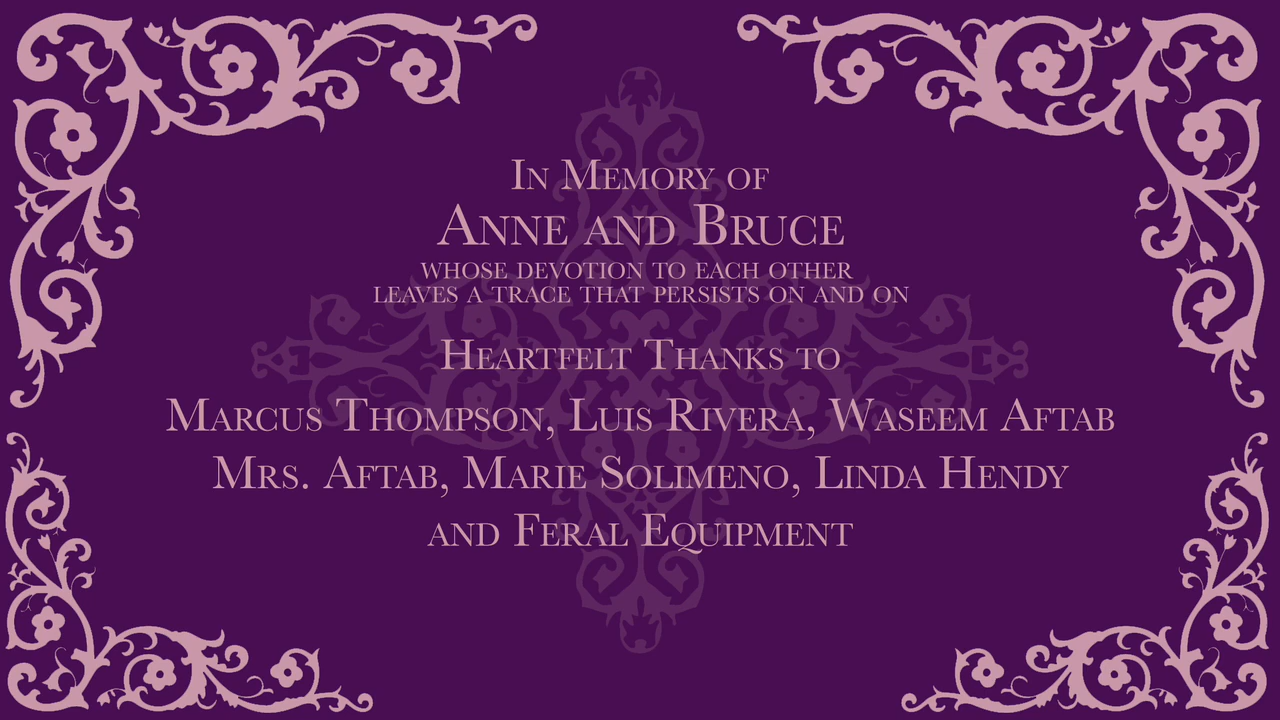 In Memory of
Anne and Bruce
whose devotion to each other
leaves a trace that persists on and on
Heartfelt Thanks to
Marcus Thompson, Luis Rivera, Waseem Aftab
Mrs. Aftab, Marie Solimeno, Linda Hendy
and Feral Equipment